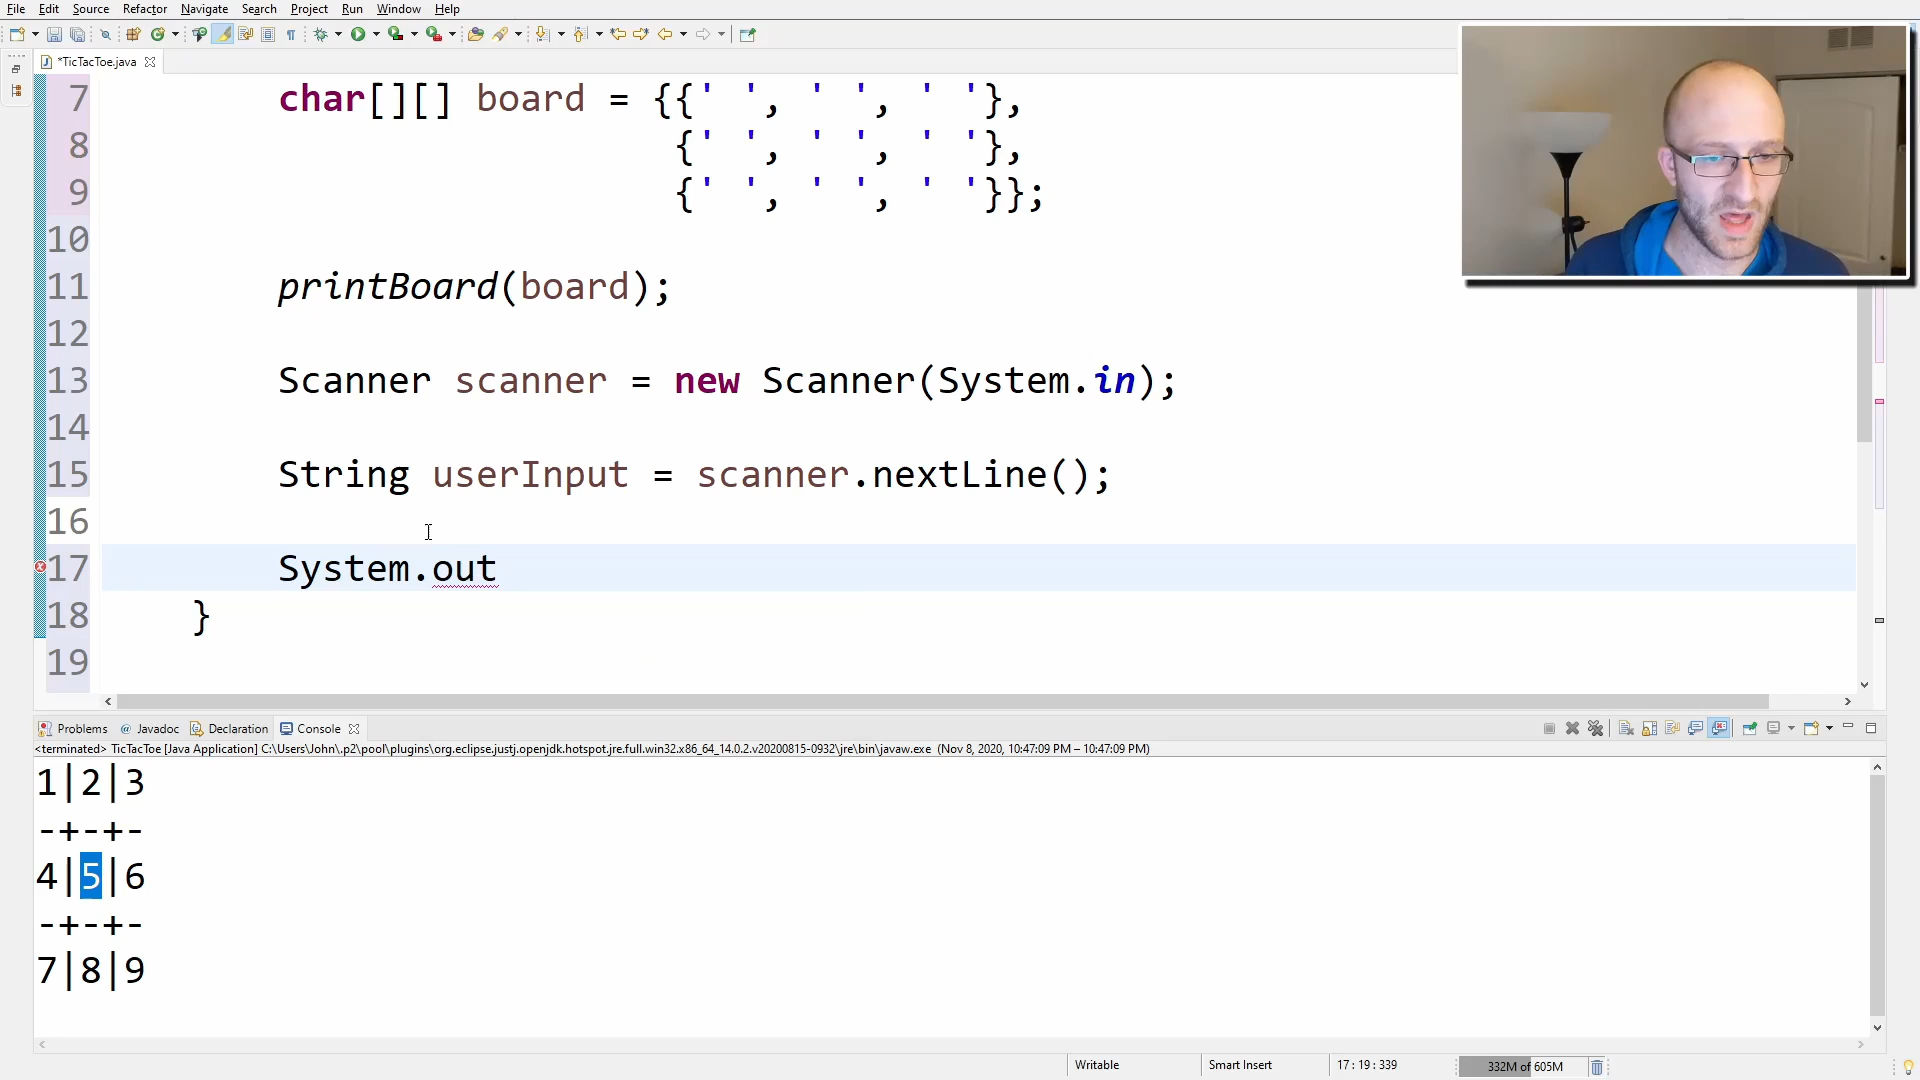 File Edit Source Refactor Navigate Search Project Run Window Help
*TicTacToe.java
7 char[][] board = {{' ', ' ', ' '},
8 {' ', ' ', ' '},
9 {' ', ' ', ' '}};
10
11 printBoard(board);
12
13 Scanner scanner = new Scanner(System.in);
14
15 String userInput = scanner.nextLine();
16
17 System.out
18 }
19
Problems Javadoc Declaration Console
<terminated> TicTacToe [Java Application] C:\Users\John\.p2\pool\plugins\org.eclipse.justj.openjdk.hotspot.jre.full.win32.x86_64_14.0.2.v20200815-0932\jre\bin\javaw.exe (Nov 8, 2020, 10:47:09 PM – 10:47:09 PM)
1|2|3
-+-+-
4|5|6
-+-+-
7|8|9
Writable Smart Insert 17 : 19 : 339 332M of 605M